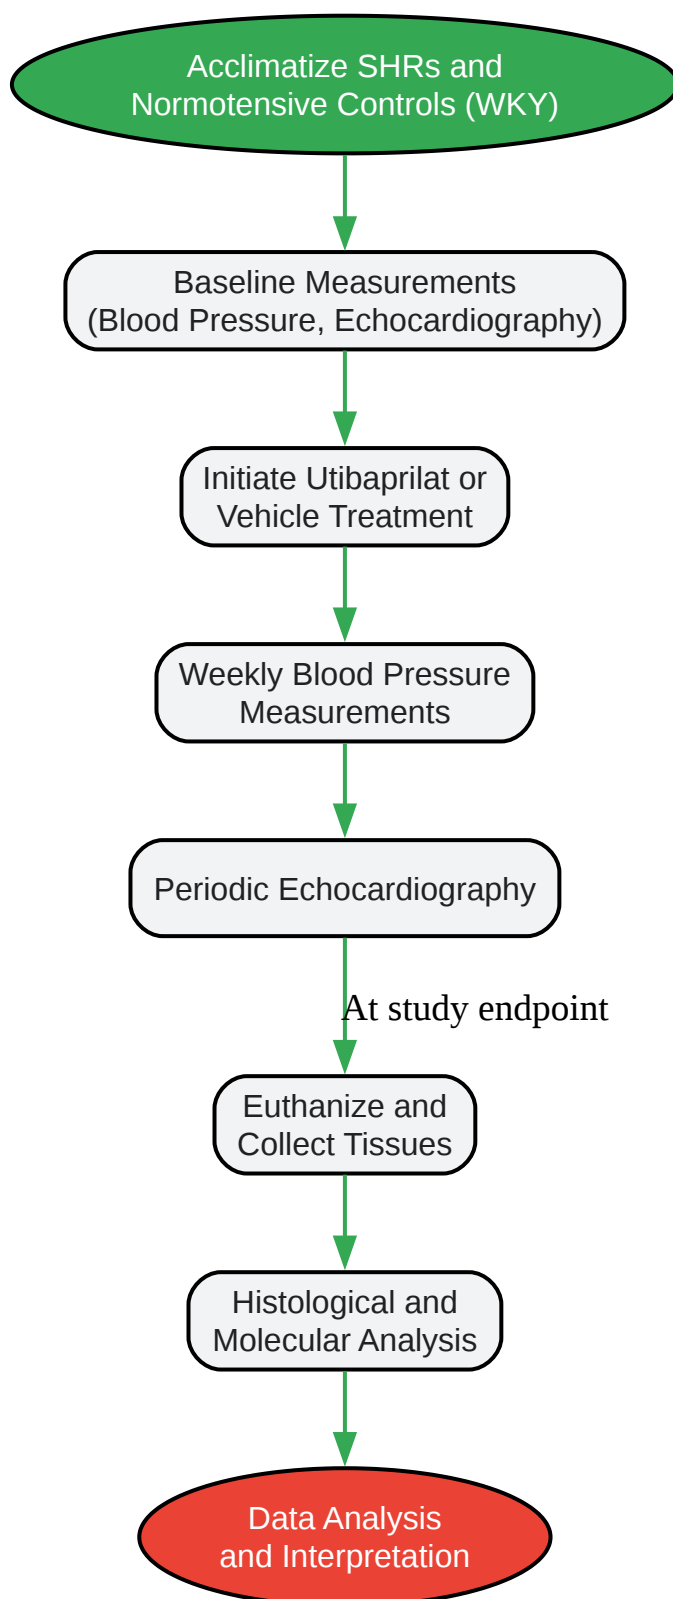 Acclimatize SHRs and
Normotensive Controls (WKY)
Baseline Measurements
(Blood Pressure, Echocardiography)
Initiate Utibaprilat or
Vehicle Treatment
Weekly Blood Pressure
Measurements
Periodic Echocardiography
At study endpoint
Euthanize and
Collect Tissues
Histological and
Molecular Analysis
Data Analysis
and Interpretation